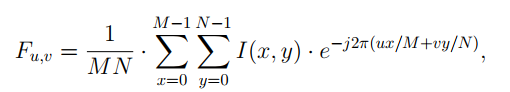 F_{u,v} = \frac{1}{MN} \cdot \sum_{x=0}^{M-1} \sum_{y=0}^{N-1} I(x, y) \cdot e^{-j2\pi(ux/M+vy/N)},